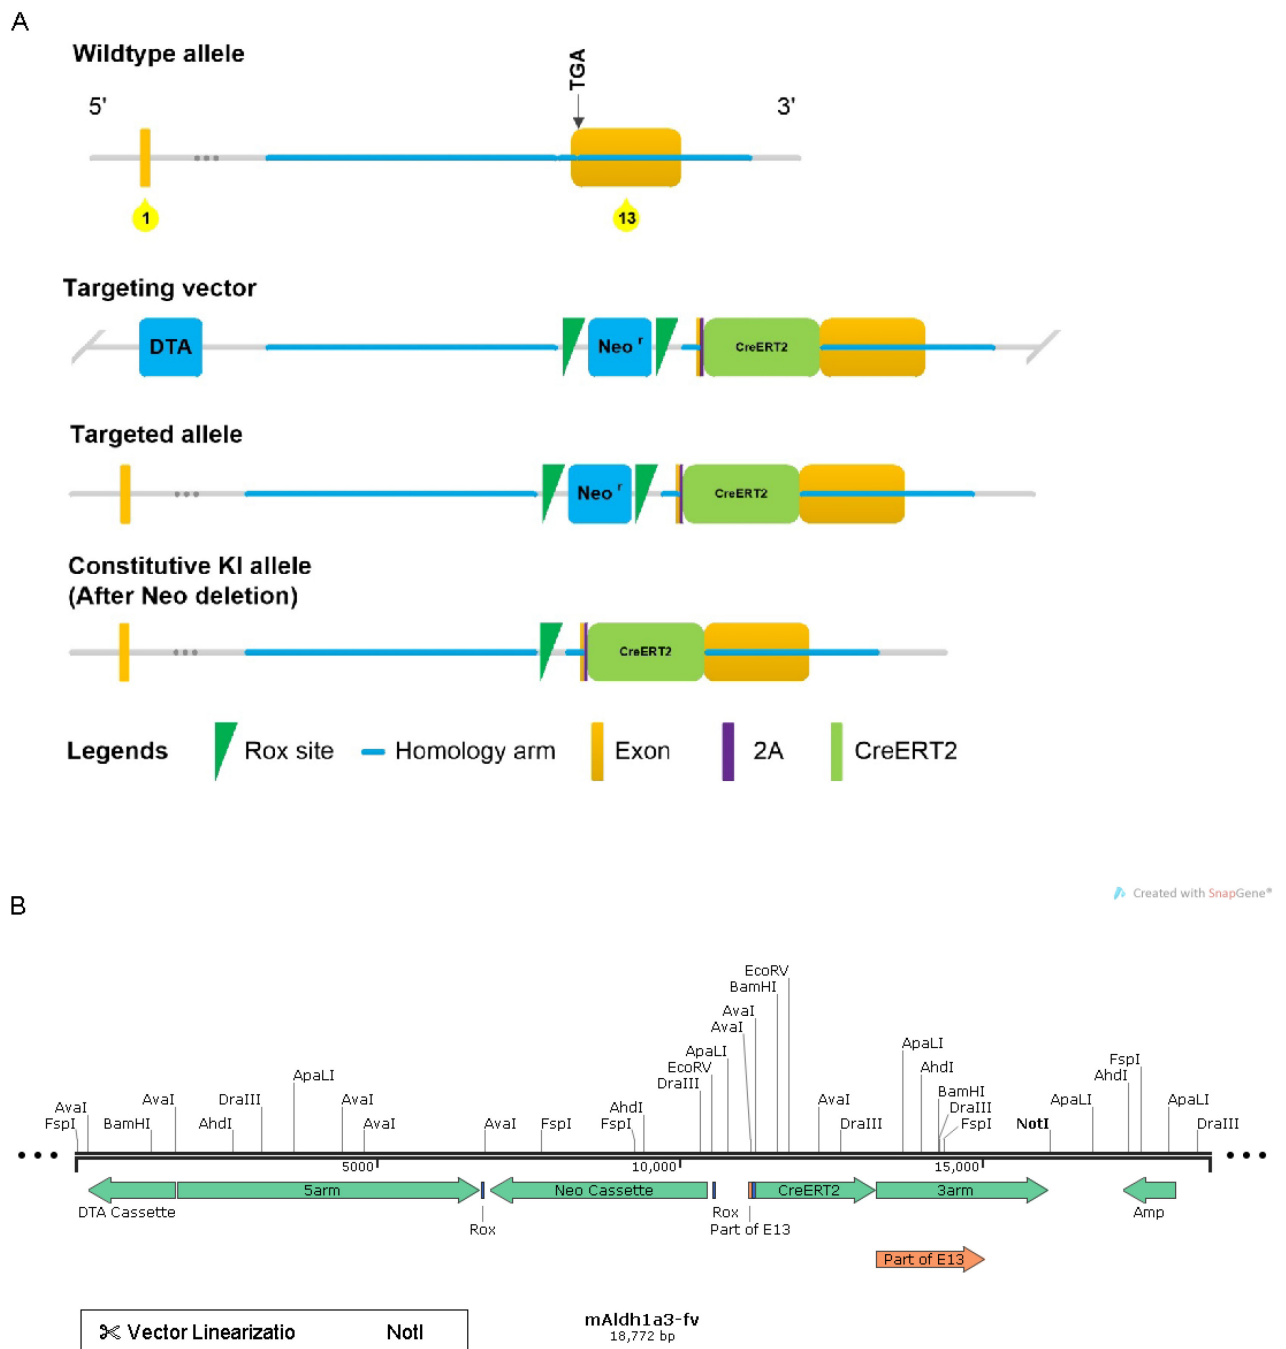 A
Wildtype allele
TGA
5'
3'
1
13
Targeting vector
DTA
Neo r
CreERT2
Targeted allele
Neo r
CreERT2
Constitutive KI allele
(After Neo deletion)
CreERT2
Legends
Rox site
Homology arm
Exon
2A
CreERT2
Created with SnapGene®
B
EcoRV
BamHI
AvaI
AvaI
ApaLI
EcoRV
DraIII
ApaLI
AhdI
FspI
AhdI
BamHI
DraIII
FspI
ApaLI
DraIII
AvaI
AhdI
AvaI
FspI
AvaI
BamHI
AvaI
AvaI
AvaI
FspI
AhdI
FspI
AvaI
DraIII
NotI
ApaLI
ApaLI
DraIII
5000
10,000
15,000
5arm
Neo Cassette
CreERT2
3arm
DTA Cassette
Rox
Rox
Part of E13
Amp
Part of E13
Vector Linearizatio NotI
mAldh1a3-fv
18,772 bp